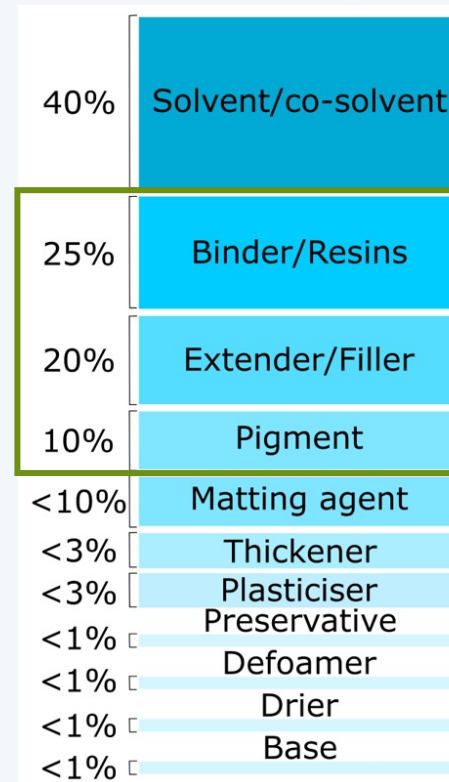 40% Solvent/co-solvent
25% Binder/Resins
20% Extender/Filler
10% Pigment
<10% Matting agent
<3% Thickener
<3% Plasticiser
<1% Preservative
<1% Defoamer
<1% Drier
<1% Base